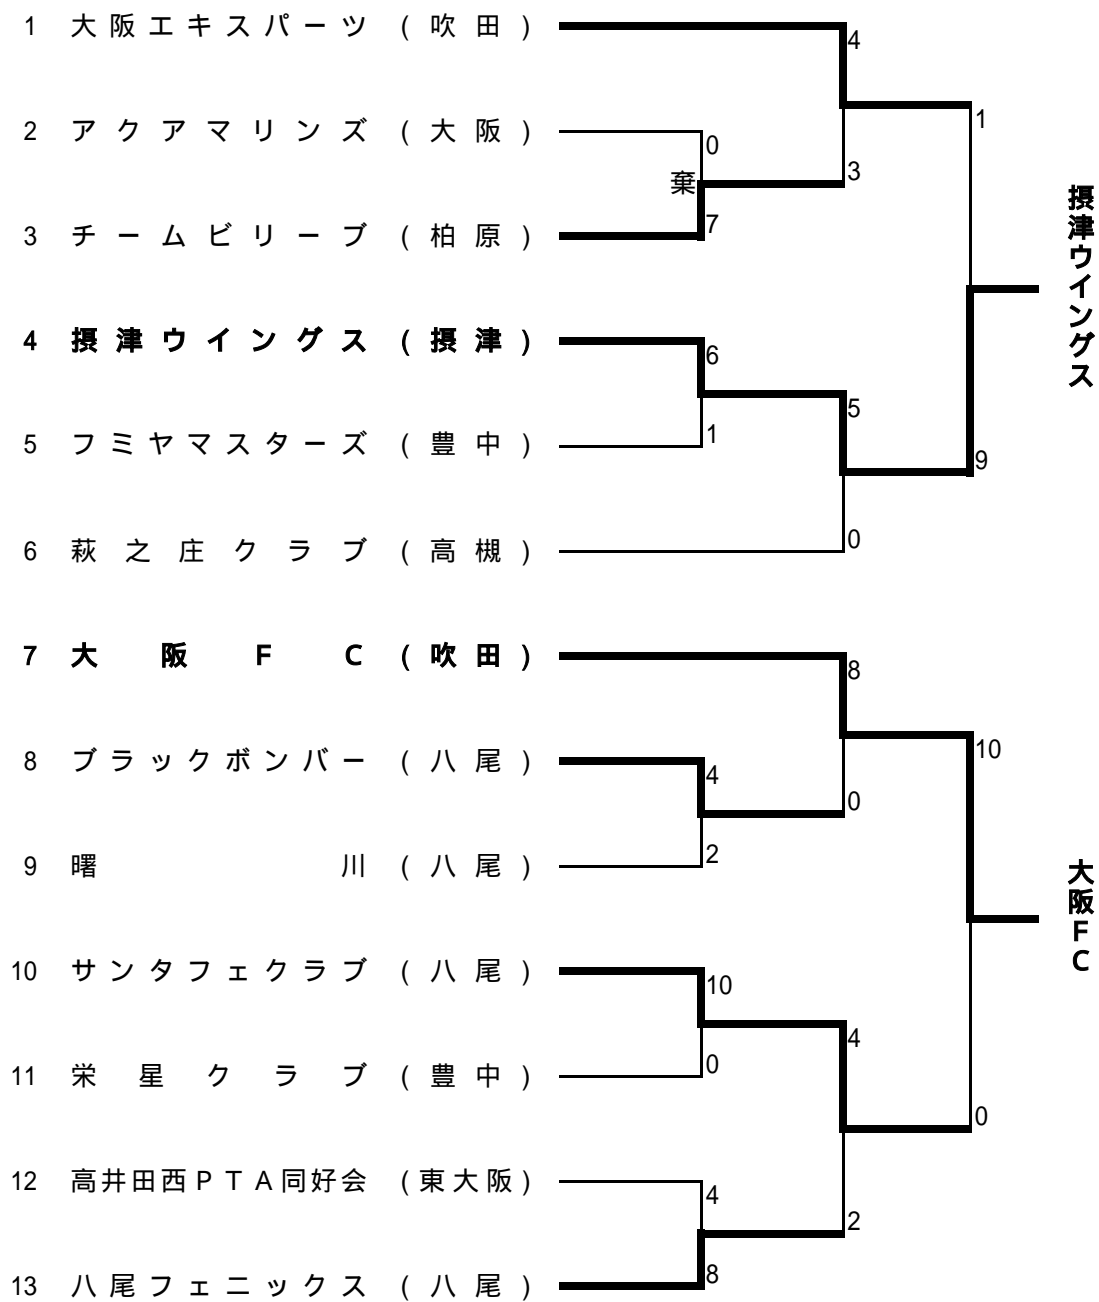 1 大阪エキスパーツ (吹田)
4
1
2 アクアマリンズ (大阪)
0
3
棄
7
3 チームビリーブ (柏原)
摂津ウイングス
4 摂津ウイングス (摂津)
6
5
1
5 フミヤマスターズ (豊中)
9
6 萩之庄クラブ (高槻)
0
7 大阪FC (吹田)
8
10
8 ブラックボンバー (八尾)
4
0
2
9 曙川 (八尾)
大阪FC
10 サンタフェクラブ (八尾)
10
4
0
11 栄星クラブ (豊中)
0
12 高井田西PTA同好会 (東大阪)
4
2
8
13 八尾フェニックス (八尾)